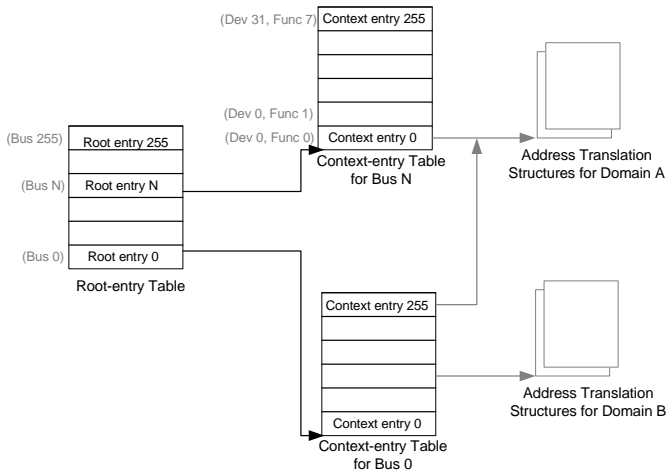 (Dev 31, Func 7) Context entry 255
(Dev 0, Func 1)
(Dev 0, Func 0) Context entry 0
Context-entry Table
for Bus N
Address Translation
Structures for Domain A
(Bus 255) Root entry 255
(Bus N) Root entry N
(Bus 0) Root entry 0
Root-entry Table
Context entry 255
Context entry 0
Context-entry Table
for Bus 0
Address Translation
Structures for Domain B